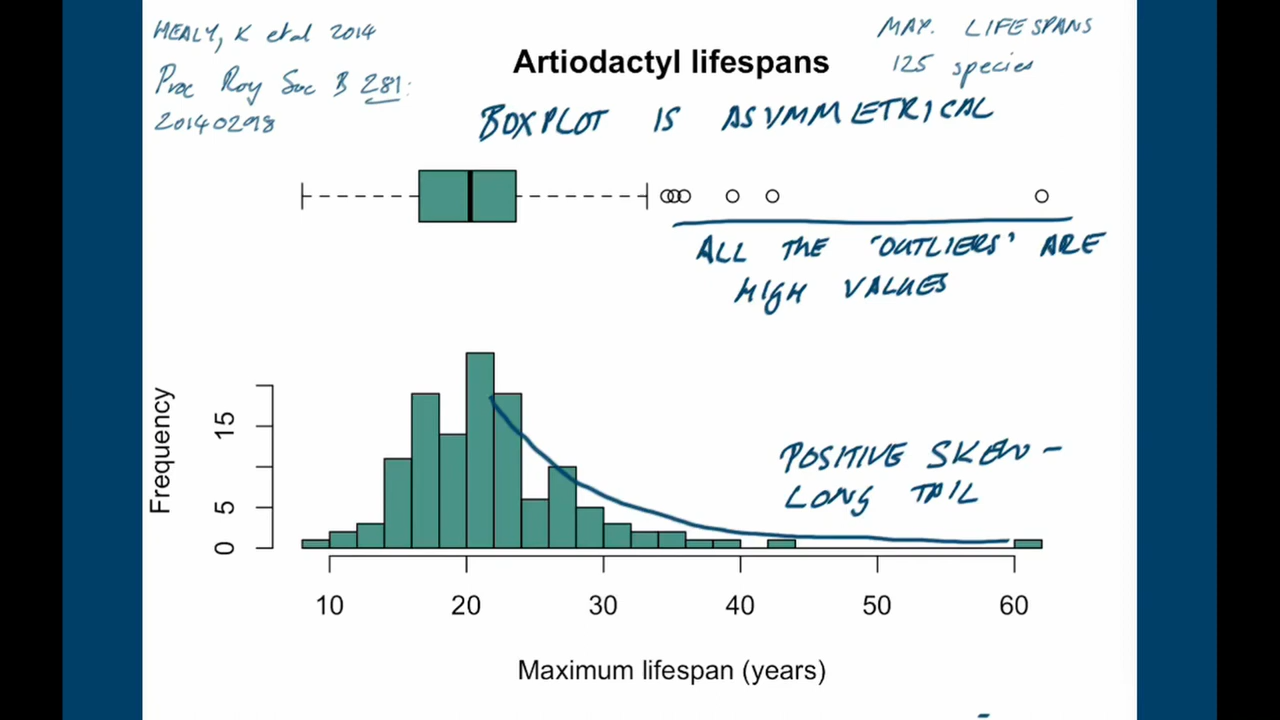 HEALY, K et al 2014
Proc Roy Soc B 281:
20140298
MAX. LIFESPANS
125 species
Artiodactyl lifespans
BOXPLOT IS ASYMMETRICAL
ALL THE 'OUTLIERS' ARE
HIGH VALUES
Frequency
15
5
0
POSITIVE SKEW -
LONG TAIL
10 20 30 40 50 60
Maximum lifespan (years)